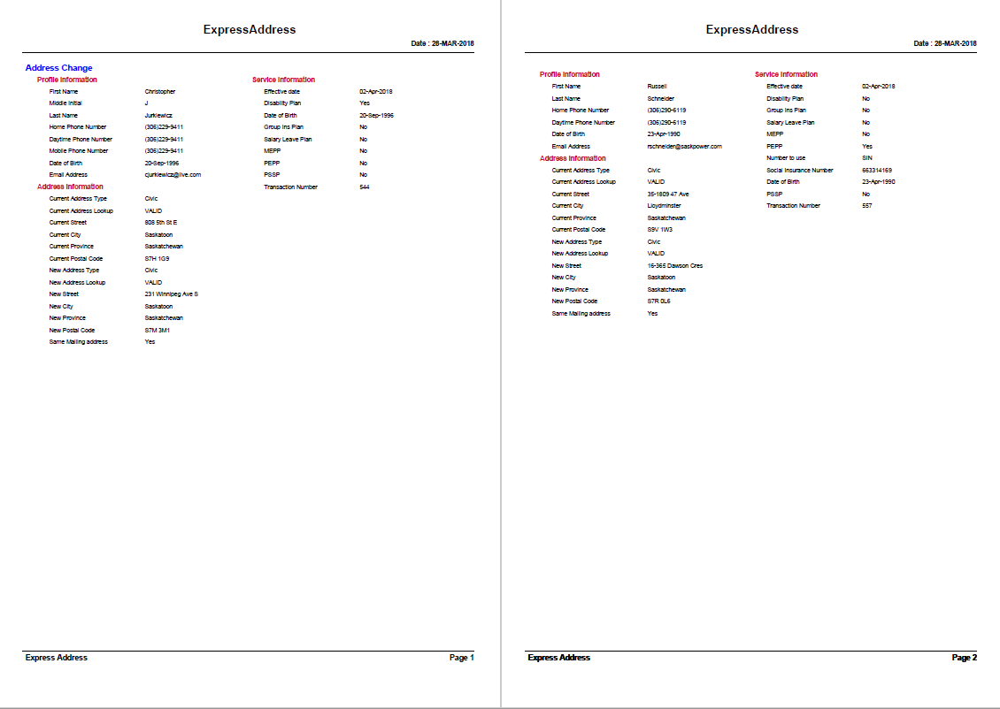 ExpressAddress
Date : 28-MAR-2018
Address Change
Profile Information
First Name Christopher
Middle Initial J
Last Name Jurkiewicz
Home Phone Number (306)229-9411
Daytime Phone Number (306)229-9411
Mobile Phone Number (306)229-9411
Date of Birth 20-Sep-1996
Email Address cjurkiewicz@live.com
Address Information
Current Address Type Civic
Current Address Lookup VALID
Current Street 808 5th St E
Current City Saskatoon
Current Province Saskatchewan
Current Postal Code S7H 1G9
New Address Type Civic
New Address Lookup VALID
New Street 231 Winnipeg Ave S
New City Saskatoon
New Province Saskatchewan
New Postal Code S7M 3M1
Same Mailing address Yes
Service Information
Effective date 02-Apr-2018
Disability Plan Yes
Date of Birth 20-Sep-1996
Group Ins Plan No
Salary Leave Plan No
MEPP No
PEPP No
PSSP No
Transaction Number 544
Express Address Page 1
ExpressAddress
Date : 28-MAR-2018
Profile Information
First Name Russell
Last Name Schneider
Home Phone Number (306)290-6119
Daytime Phone Number (306)290-6119
Date of Birth 23-Apr-1990
Email Address rschneider@saskpower.com
Address Information
Current Address Type Civic
Current Address Lookup VALID
Current Street 35-1809 47 Ave
Current City Lloydminster
Current Province Saskatchewan
Current Postal Code S9V 1W3
New Address Type Civic
New Address Lookup VALID
New Street 16-365 Dawson Cres
New City Saskatoon
New Province Saskatchewan
New Postal Code S7R 0L6
Same Mailing address Yes
Service Information
Effective date 02-Apr-2018
Disability Plan No
Group Ins Plan No
Salary Leave Plan No
MEPP No
PEPP Yes
Number to use SIN
Social Insurance Number 663314169
Date of Birth 23-Apr-1990
PSSP No
Transaction Number 557
Express Address Page 2